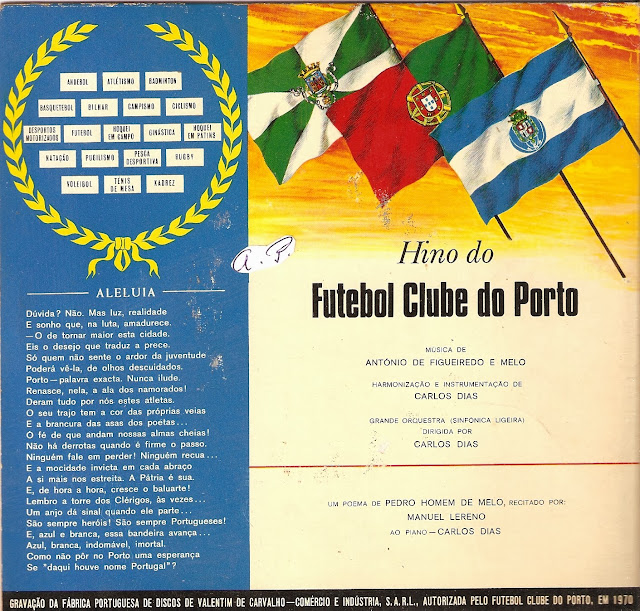 ANDEBOL ATLÉTISMO BADMINTON
BASQUETEBOL BILHAR CAMPISMO CICLISMO
DESPORTOS MOTORIZADOS FUTEBOL HOQUEI EM CAMPO GINÁSTICA HOQUEI EM PATINS
NATAÇÃO PUGILISMO PESCA DESPORTIVA RUGBY
VOLEIBOL TENIS DE MESA XADREZ
ALELUIA
Dúvida? Não. Mas luz, realidade
E sonho que, na luta, amadurece.
—O de tornar maior esta cidade.
Eis o desejo que traduz a prece.
Só quem não sente o ardor da juventude
Poderá vê-la, de olhos descuidados.
Porto—palavra exacta. Nunca ilude.
Renasce, nela, a ala dos namorados!
Deram tudo por nós estes atletas.
O seu trajo tem a cor das próprias veias
E a brancura das asas dos poetas...
O fé de que andam nossas almas cheias!
Não há derrotas quando é firme o passo.
Ninguém fale em perder! Ninguém recua...
E a mocidade invicta em cada abraço
A si mais nos estreita. A Pátria é sua.
E, de hora a hora, cresce o baluarte!
Lembro a torre dos Clérigos, às vezes...
Um anjo dá sinal quando ele parte...
São sempre heróis! São sempre Portugueses!
E, azul e branca, essa bandeira avança...
Azul, branca, indomável, imortal.
Como não pôr no Porto uma esperança
Se "daqui houve nome Portugal"?
A. P.
Hino do
Futebol Clube do Porto
MÚSICA DE
ANTÓNIO DE FIGUEIREDO E MELO
HARMONIZAÇÃO E INSTRUMENTAÇÃO DE
CARLOS DIAS
GRANDE ORQUESTRA (SINFONICA LIGEIRA)
DIRIGIDA POR
CARLOS DIAS
UM POEMA DE PEDRO HOMEM DE MELO, RECITADO POR:
MANUEL LERENO
AO PIANO—CARLOS DIAS
GRAVAÇÃO DA FÁBRICA PORTUGUESA DE DISCOS DE VALENTIM DE CARVALHO—COMÉRCIO E INDÚSTRIA, S.A.R.L., AUTORIZADA PELO FUTEBOL CLUBE DO PORTO, EM 1970